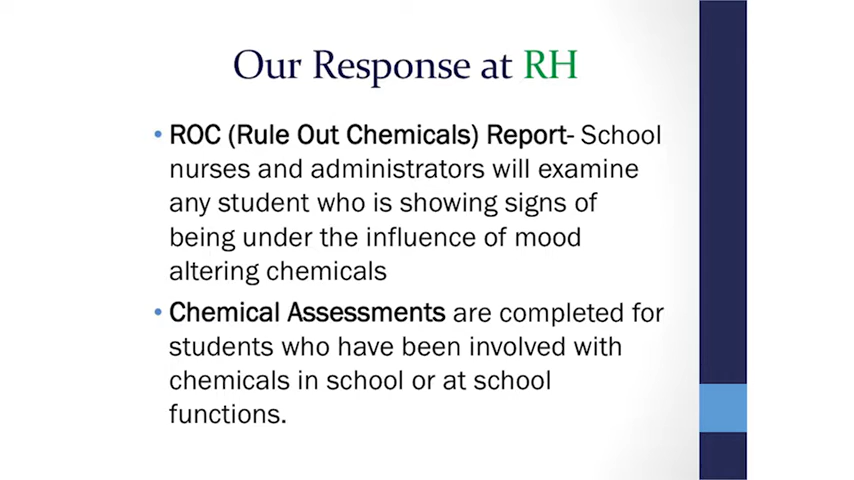 Our Response at RH
• ROC (Rule Out Chemicals) Report- School
nurses and administrators will examine
any student who is showing signs of
being under the influence of mood
altering chemicals
• Chemical Assessments are completed for
students who have been involved with
chemicals in school or at school
functions.